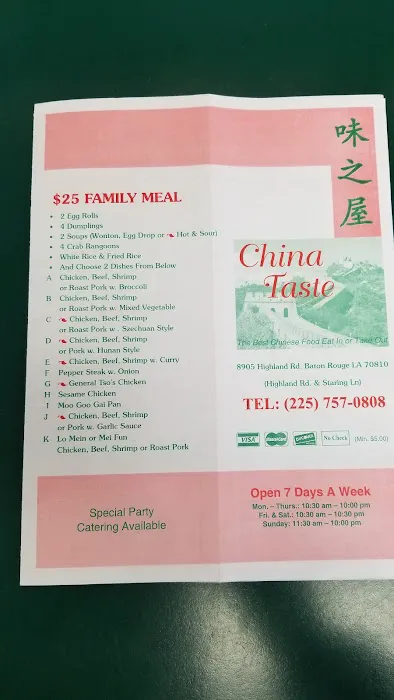 $25 FAMILY MEAL
• 2 Egg Rolls
• 4 Dumplings
• 2 Soups (Wonton, Egg Drop or Hot & Sour)
• 4 Crab Rangoons
• White Rice & Fried Rice
• And Choose 2 Dishes From Below
A Chicken, Beef, Shrimp
or Roast Pork w. Broccoli
B Chicken, Beef, Shrimp
or Roast Pork w. Mixed Vegetable
C Chicken, Beef, Shrimp
or Roast Pork w. Szechuan Style
D Chicken, Beef, Shrimp
or Pork w. Hunan Style
E Chicken, Beef, Shrimp w. Curry
F Pepper Steak w. Onion
G General Tso's Chicken
H Sesame Chicken
I Moo Goo Gai Pan
J Chicken, Beef, Shrimp
or Pork w. Garlic Sauce
K Lo Mein or Mei Fun
Chicken, Beef, Shrimp or Roast Pork
Special Party
Catering Available
味之屋
China
Taste
The Best Chinese Food Eat In or Take Out
8905 Highland Rd. Baton Rouge LA 70810
(Highland Rd. & Staring Ln)
TEL: (225) 757-0808
VISA MasterCard DISCOVER No Check (Min. $5.00)
Open 7 Days A Week
Mon. – Thurs.: 10:30 am – 10:00 pm
Fri. & Sat.: 10:30 am – 10:30 pm
Sunday: 11:30 am – 10:00 pm